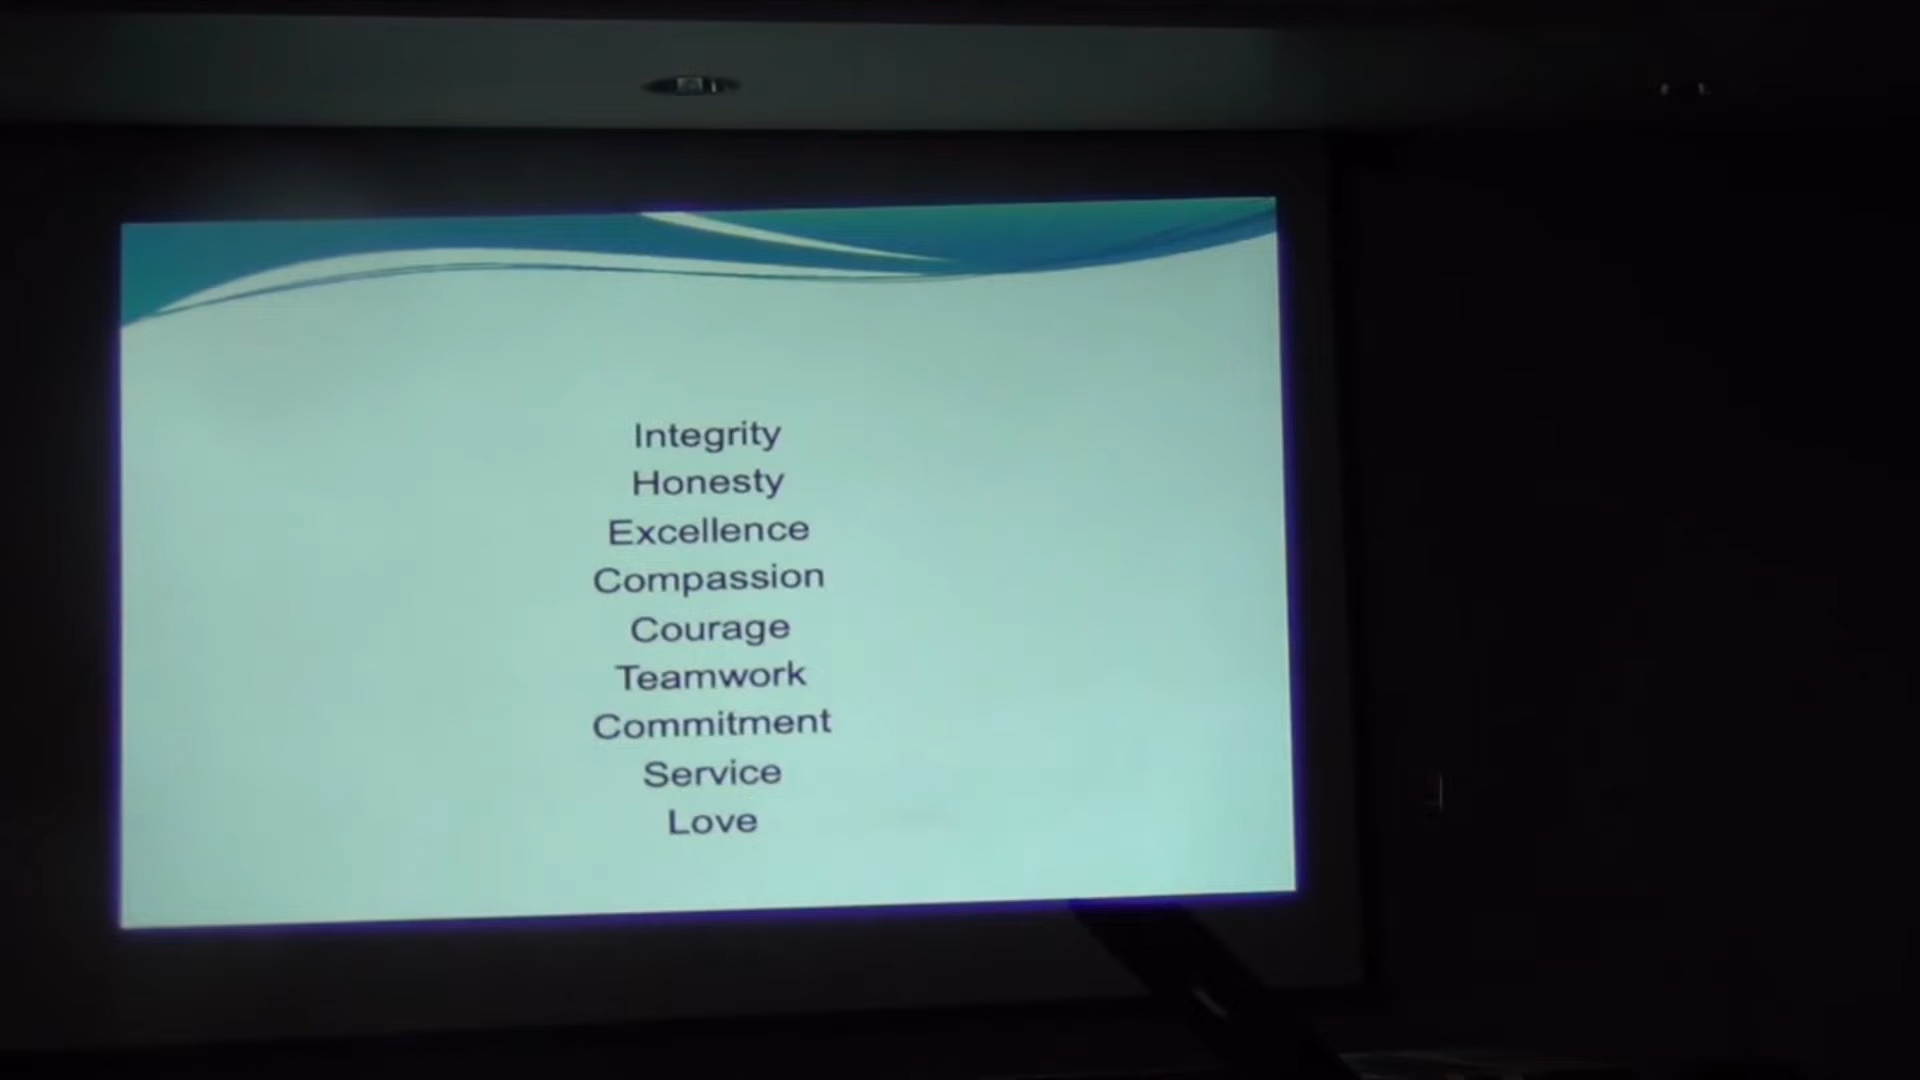 Integrity
Honesty
Excellence
Compassion
Courage
Teamwork
Commitment
Service
Love